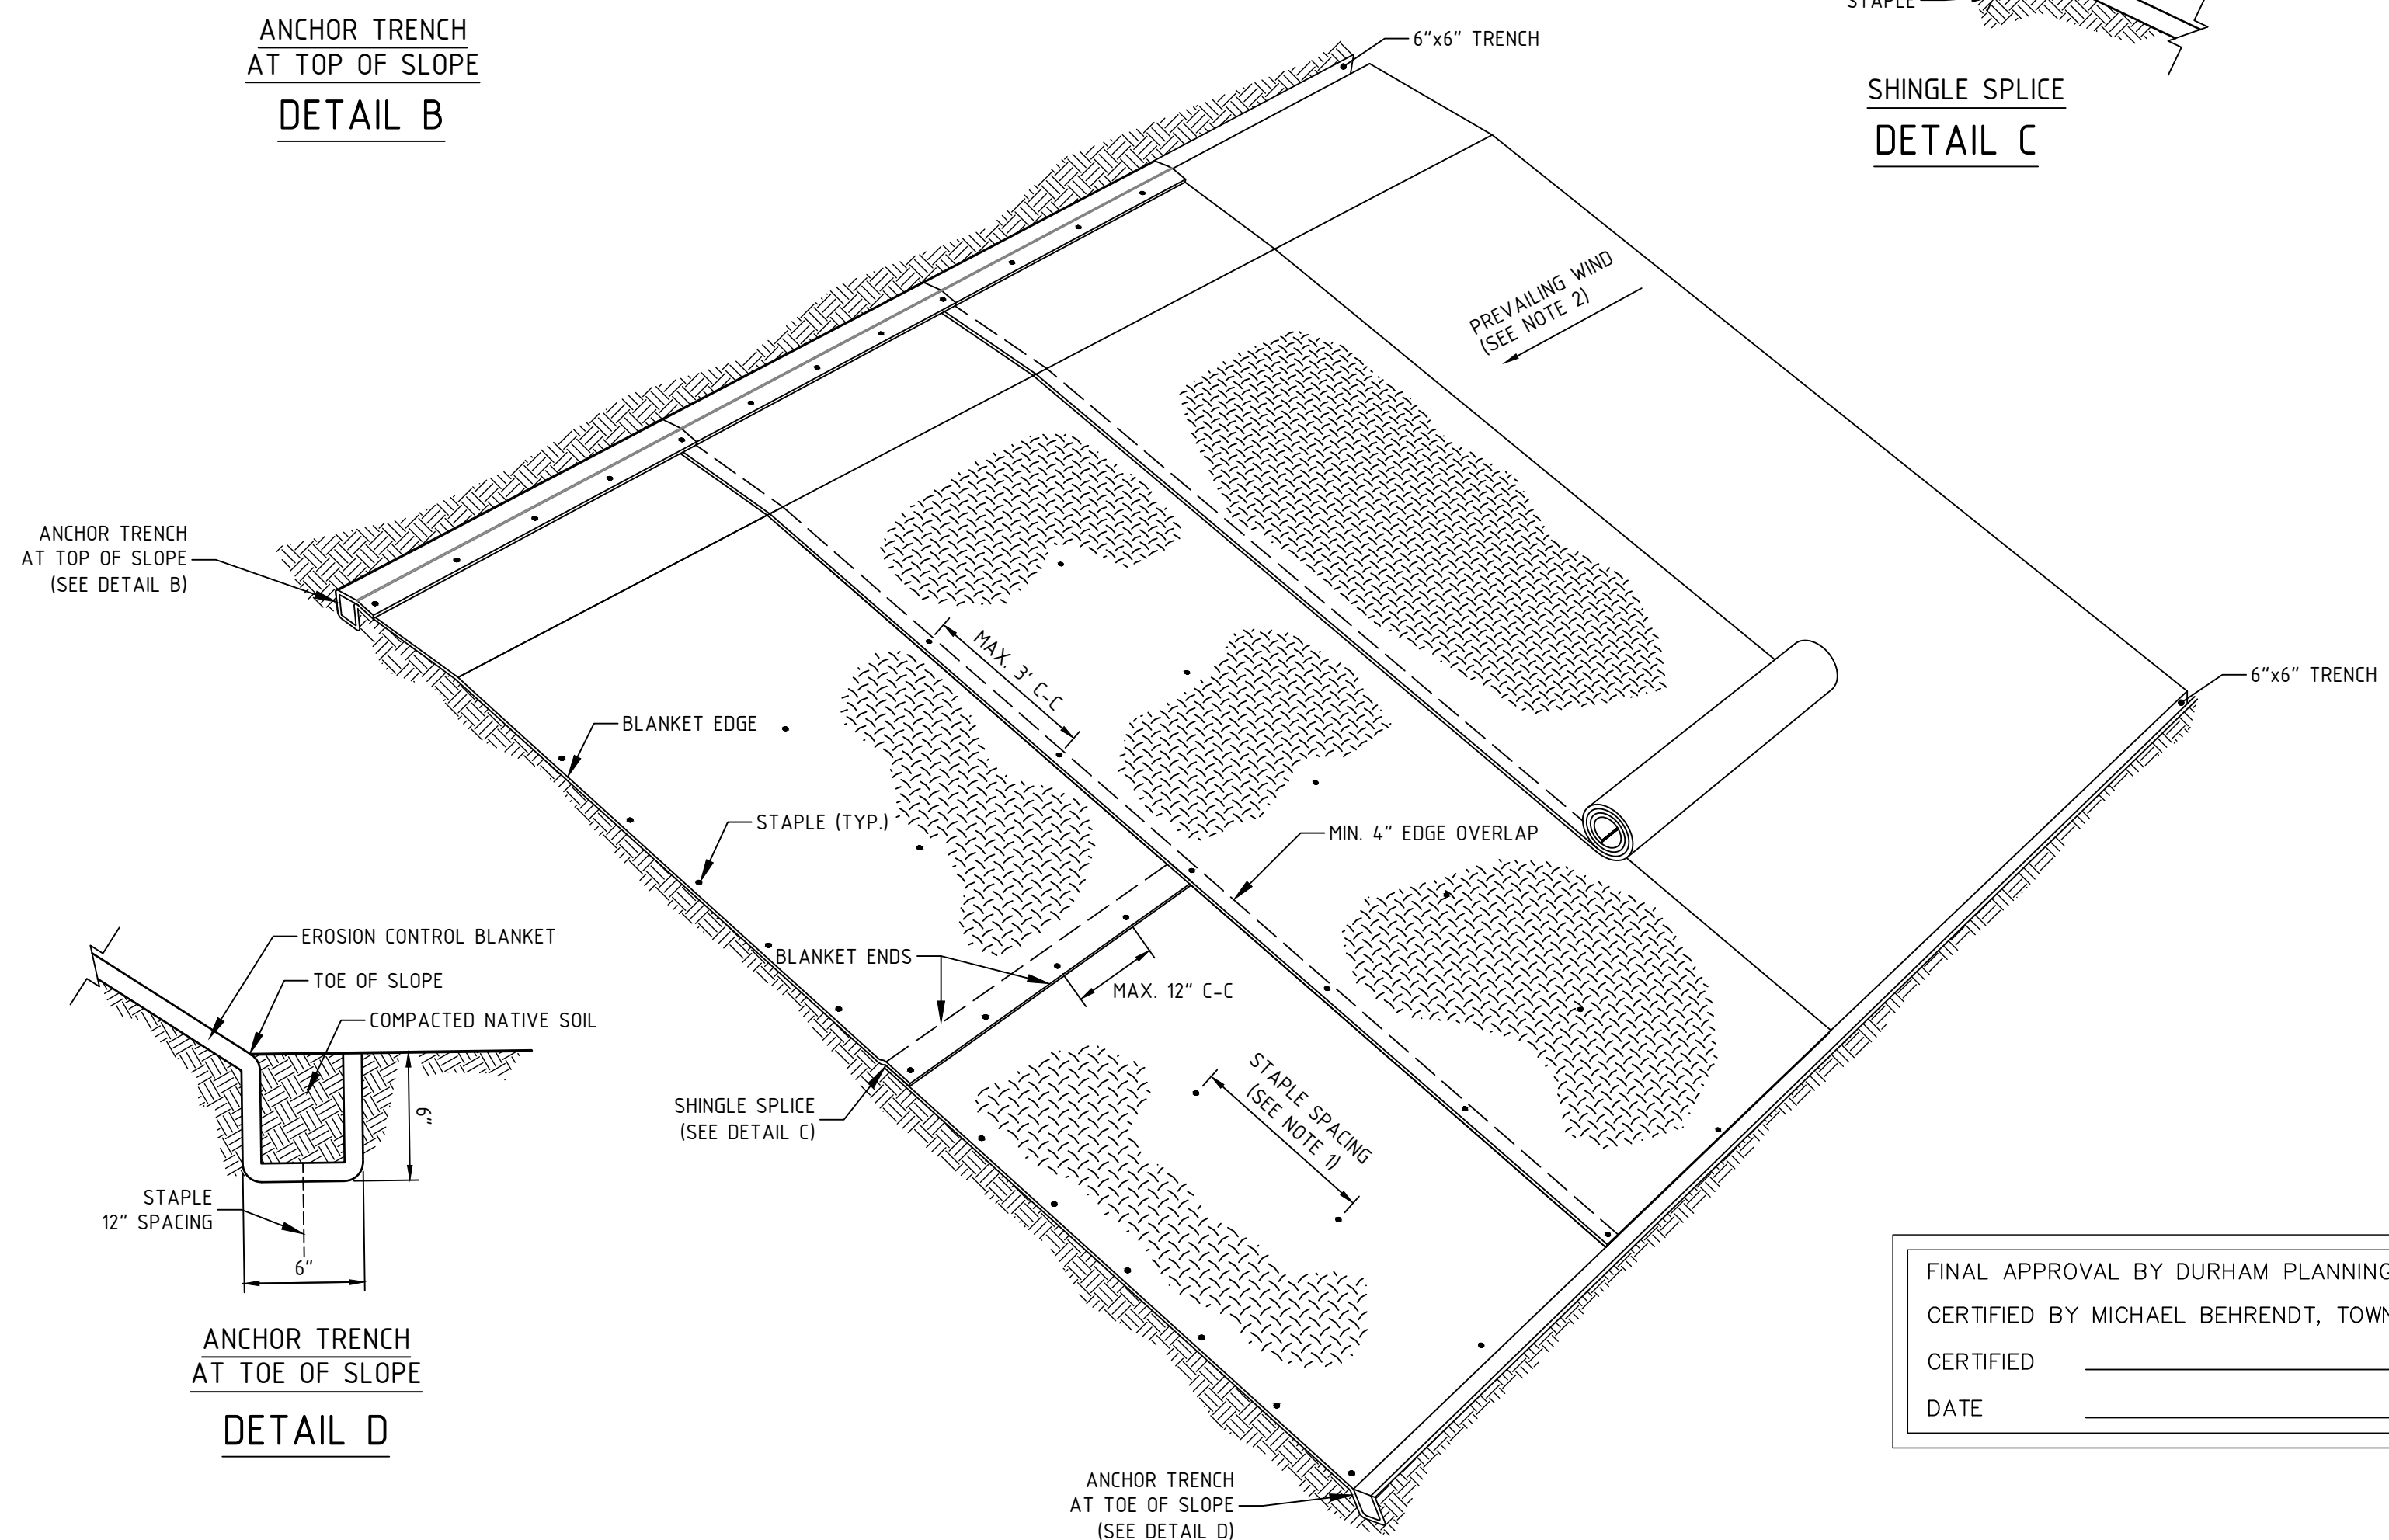 ANCHOR TRENCH
AT TOP OF SLOPE
DETAIL B
STAPLE
SHINGLE SPLICE
DETAIL C
6"x6" TRENCH
PREVAILING WIND
(SEE NOTE 2)
ANCHOR TRENCH
AT TOP OF SLOPE
(SEE DETAIL B)
MAX. 3' C-C
6"x6" TRENCH
BLANKET EDGE
STAPLE (TYP.)
MIN. 4" EDGE OVERLAP
BLANKET ENDS
MAX. 12" C-C
SHINGLE SPLICE
(SEE DETAIL C)
STAPLE SPACING
(SEE NOTE 1)
EROSION CONTROL BLANKET
TOE OF SLOPE
COMPACTED NATIVE SOIL
6"
STAPLE
12" SPACING
6"
ANCHOR TRENCH
AT TOE OF SLOPE
DETAIL D
ANCHOR TRENCH
AT TOE OF SLOPE
(SEE DETAIL D)
FINAL APPROVAL BY DURHAM PLANNING
CERTIFIED BY MICHAEL BEHRENDT, TOWN
CERTIFIED
DATE